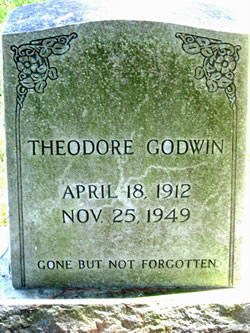 THEODORE GODWIN
APRIL 18, 1912
NOV. 25, 1949
GONE BUT NOT FORGOTTEN